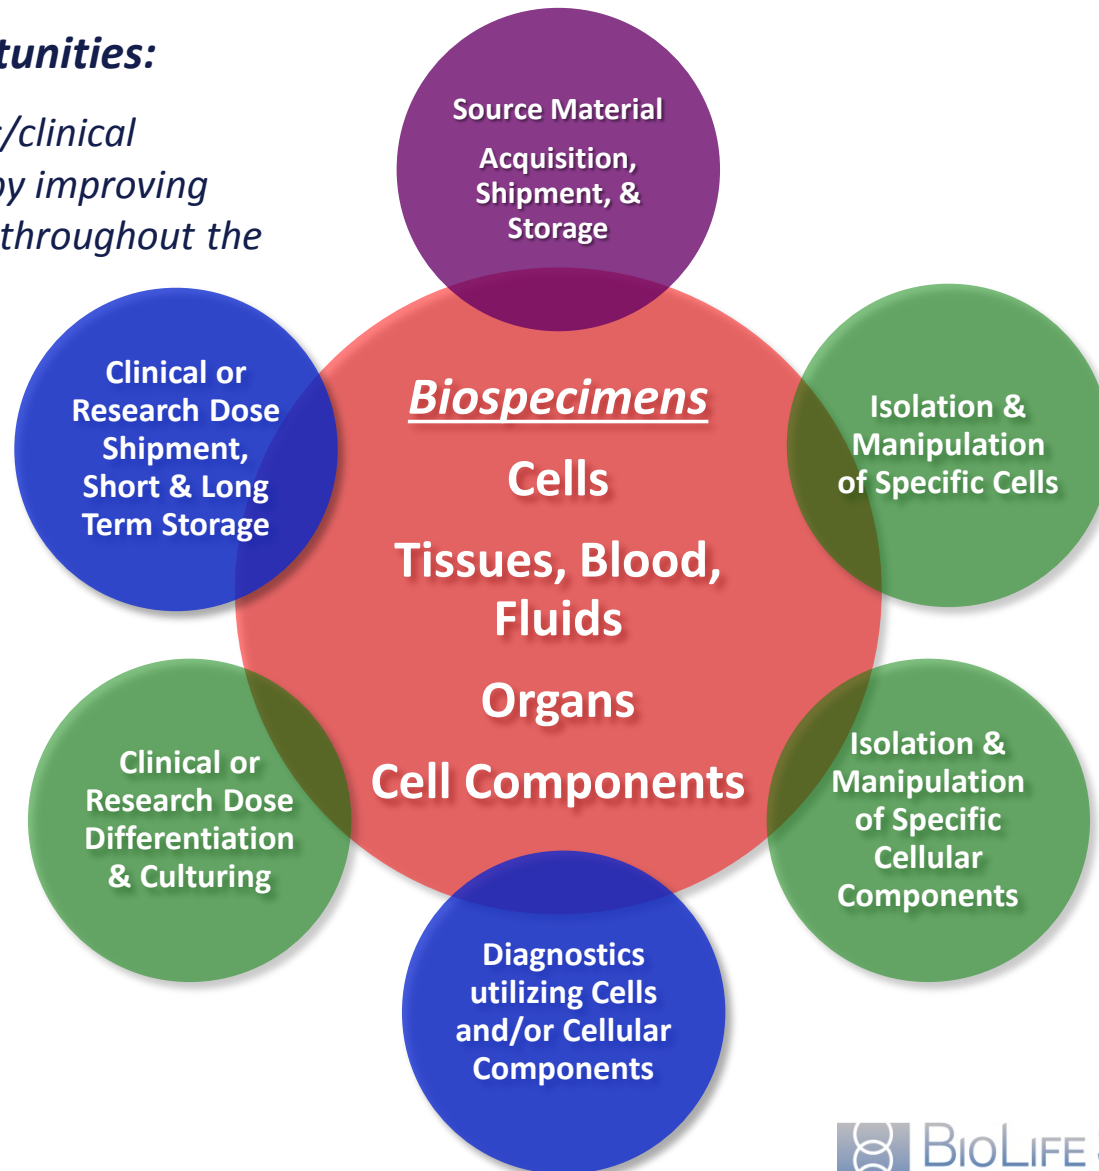 tunities:
/clinical
by improving
throughout the
Source Material
Acquisition,
Shipment, &
Storage
Clinical or
Research Dose
Shipment,
Short & Long
Term Storage
Biospecimens
Cells
Tissues, Blood,
Fluids
Organs
Cell Components
Isolation &
Manipulation
of Specific Cells
Isolation &
Manipulation
of Specific
Cellular
Components
Clinical or
Research Dose
Differentiation
& Culturing
Diagnostics
utilizing Cells
and/or Cellular
Components
BIOLIFE